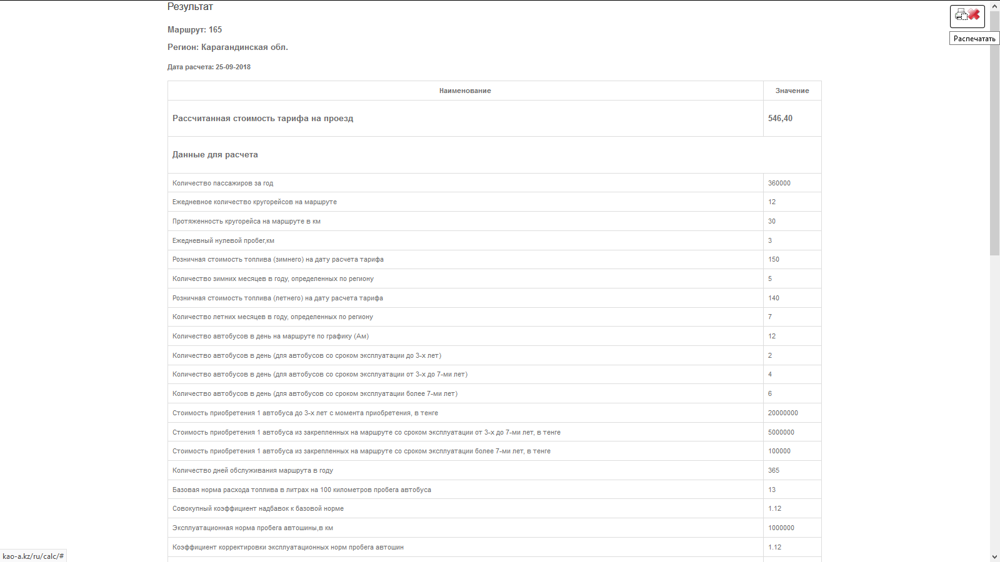 Результат
Распечатать
Маршрут: 165
Регион: Карагандинская обл.
Дата расчета: 25-09-2018
Наименование Значение
Рассчитанная стоимость тарифа на проезд 546,40
Данные для расчета
Количество пассажиров за год 360000
Ежедневное количество кругорейсов на маршруте 12
Протяженность кругорейса на маршруте в км 30
Ежедневный нулевой пробег,км 3
Розничная стоимость топлива (зимнего) на дату расчета тарифа 150
Количество зимних месяцев в году, определенных по региону 5
Розничная стоимость топлива (летнего) на дату расчета тарифа 140
Количество летних месяцев в году, определенных по региону 7
Количество автобусов в день на маршруте по графику (Ам) 12
Количество автобусов в день (для автобусов со сроком эксплуатации до 3-х лет) 2
Количество автобусов в день (для автобусов со сроком эксплуатации от 3-х до 7-ми лет) 4
Количество автобусов в день (для автобусов со сроком эксплуатации более 7-ми лет) 6
Стоимость приобретения 1 автобуса до 3-х лет с момента приобретения, в тенге 20000000
Стоимость приобретения 1 автобуса из закрепленных на маршруте со сроком эксплуатации от 3-х до 7-ми лет, в тенге 5000000
Стоимость приобретения 1 автобуса из закрепленных на маршруте со сроком эксплуатации более 7-ми лет, в тенге 100000
Количество дней обслуживания маршрута в году 365
Базовая норма расхода топлива в литрах на 100 километров пробега автобуса 13
Совокупный коэффициент надбавок к базовой норме 1.12
Эксплуатационная норма пробега автошины,в км 1000000
Коэффициент корректировки эксплуатационных норм пробега автошин 1.12
kao-a.kz/ru/calc/#